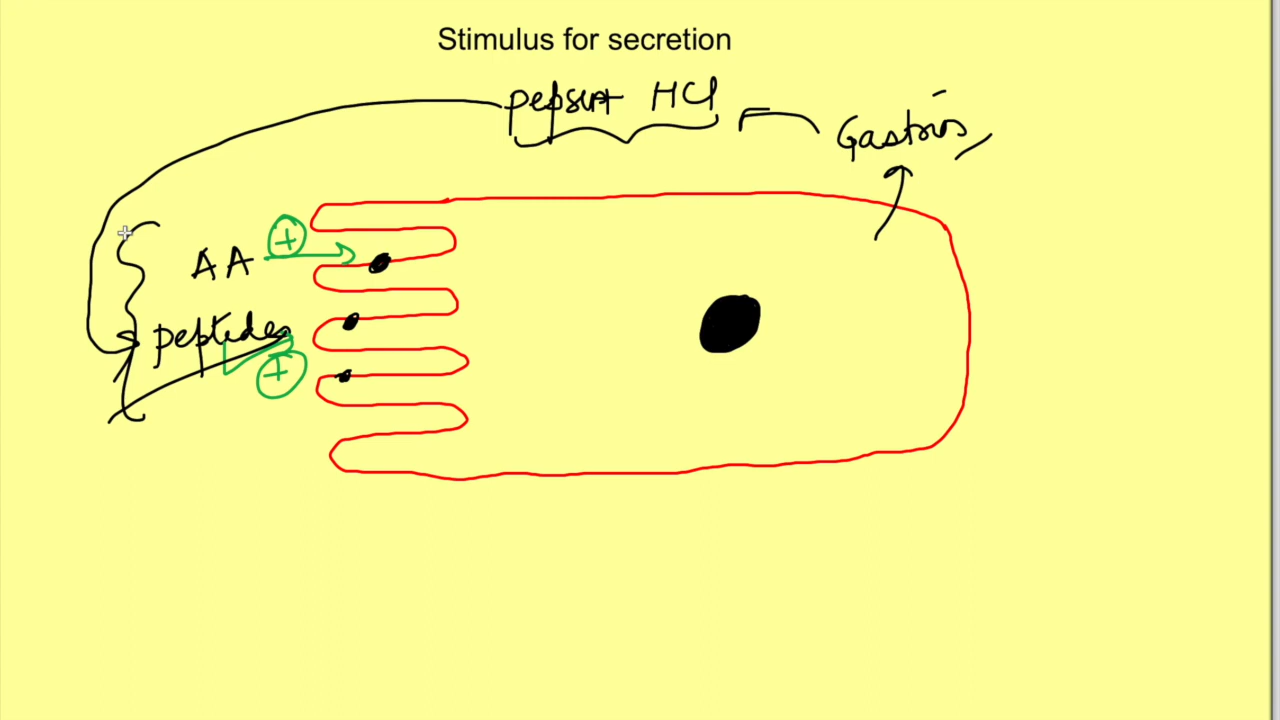 Stimulus for secretion
pepsin+ HCl
Gastrin
AA +
peptides
+